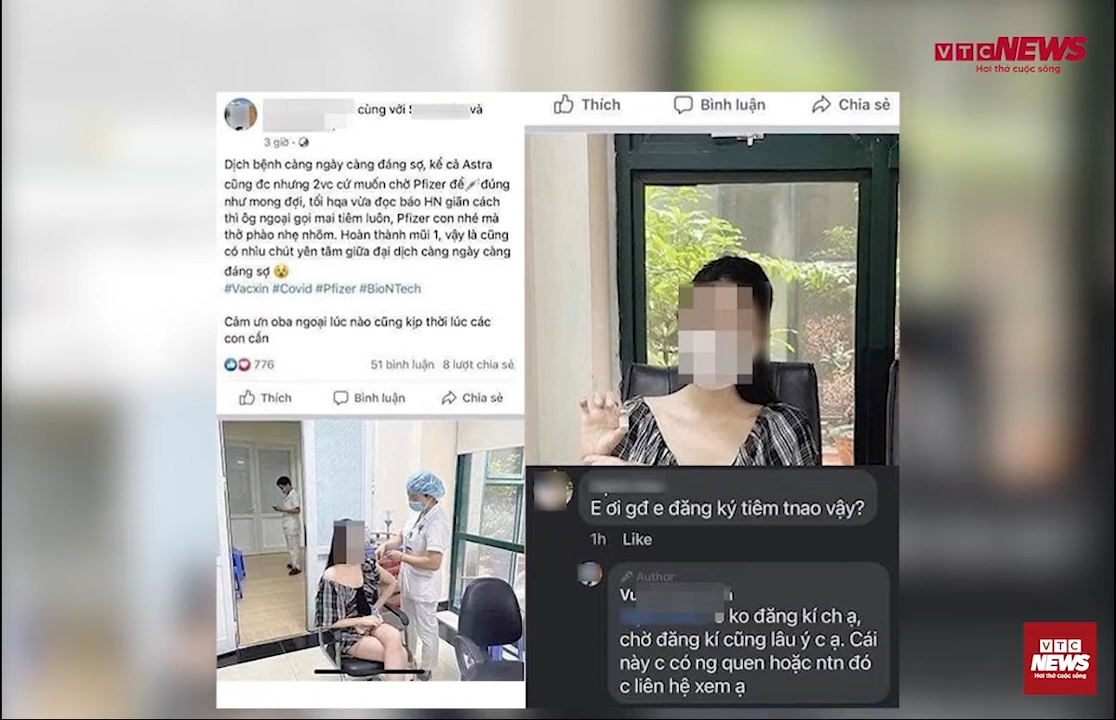 VTC NEWS
Hơi thở cuộc sống
cùng với
và
3 giờ
Dịch bệnh càng ngày càng đáng sợ, kể cả Astra
cũng đc nhưng 2vc cứ muốn chờ Pfizer để 💉 đúng
như mong đợi, tối hqa vừa đọc báo HN giãn cách
thì ôg ngoại gọi mai tiêm luôn, Pfizer con nhé mà
thở phào nhẹ nhõm. Hoàn thành mũi 1, vậy là cũng
có nhìu chút yên tâm giữa đại dịch càng ngày càng
đáng sợ 😵
#Vacxin #Covid #Pfizer #BioNTech
Cảm ưn oba ngoại lúc nào cũng kịp thời lúc các
con cần
776
51 bình luận 8 lượt chia sẻ
Thích Bình luận Chia sẻ
Thích Bình luận Chia sẻ
E ơi gđ e đăng ký tiêm tnao vậy?
1h Like
Author
Vu
ko đăng kí ch ạ,
chờ đăng kí cũng lâu ý c ạ. Cái
này c có ng quen hoặc ntn đó
c liên hệ xem ạ
VTC
NEWS
Hơi thở cuộc sống